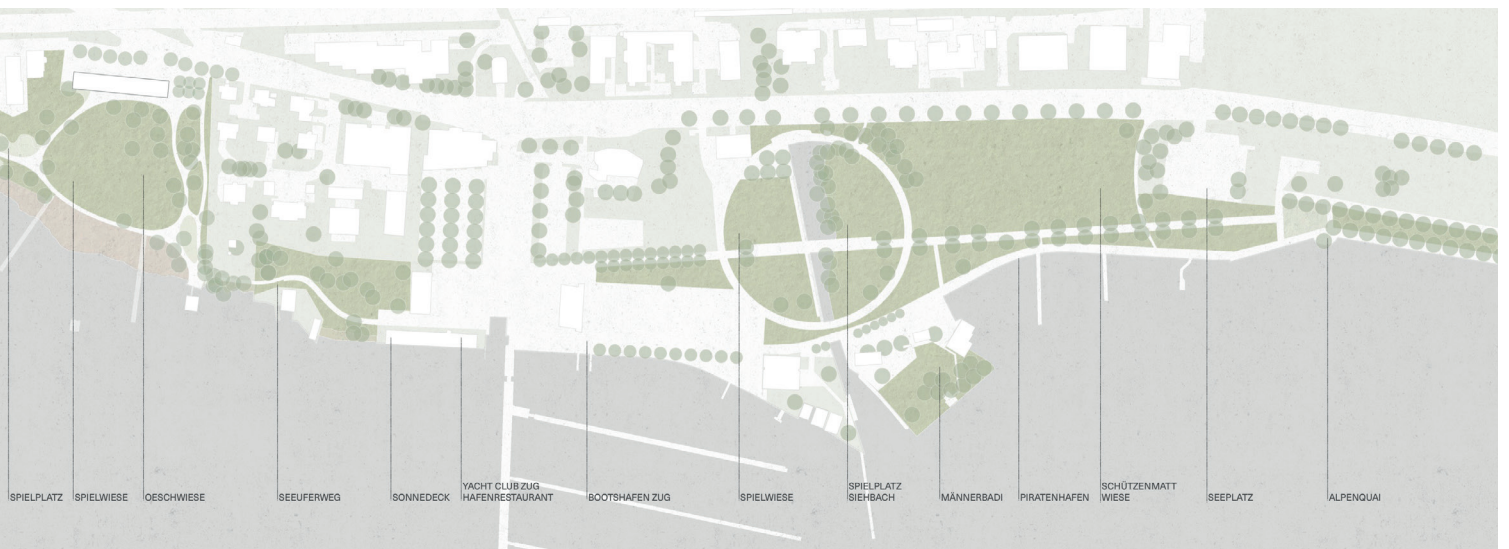 SPIELPLATZ
SPIELWIESE
OESCHWIESE
SEEUFERWEG
SONNEDECK
YACHT CLUB ZUG
HAFENRESTAURANT
BOOTSHAFEN ZUG
SPIELWIESE
SPIELPLATZ
SIEHBACH
MÄNNERBADI
PIRATENHAFEN
SCHÜTZENMATT
WIESE
SEEPLATZ
ALPENQUAI